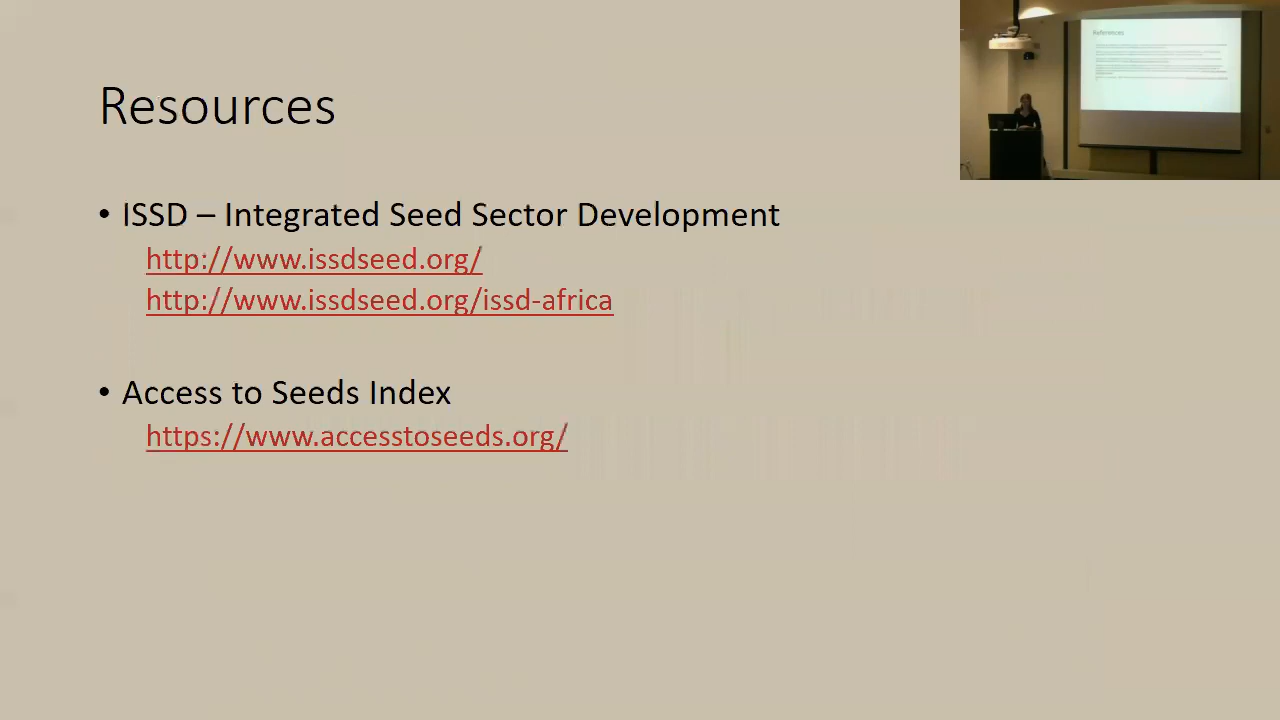 Resources
• ISSD – Integrated Seed Sector Development
http://www.issdseed.org/
http://www.issdseed.org/issd-africa
• Access to Seeds Index
https://www.accesstoseeds.org/
References